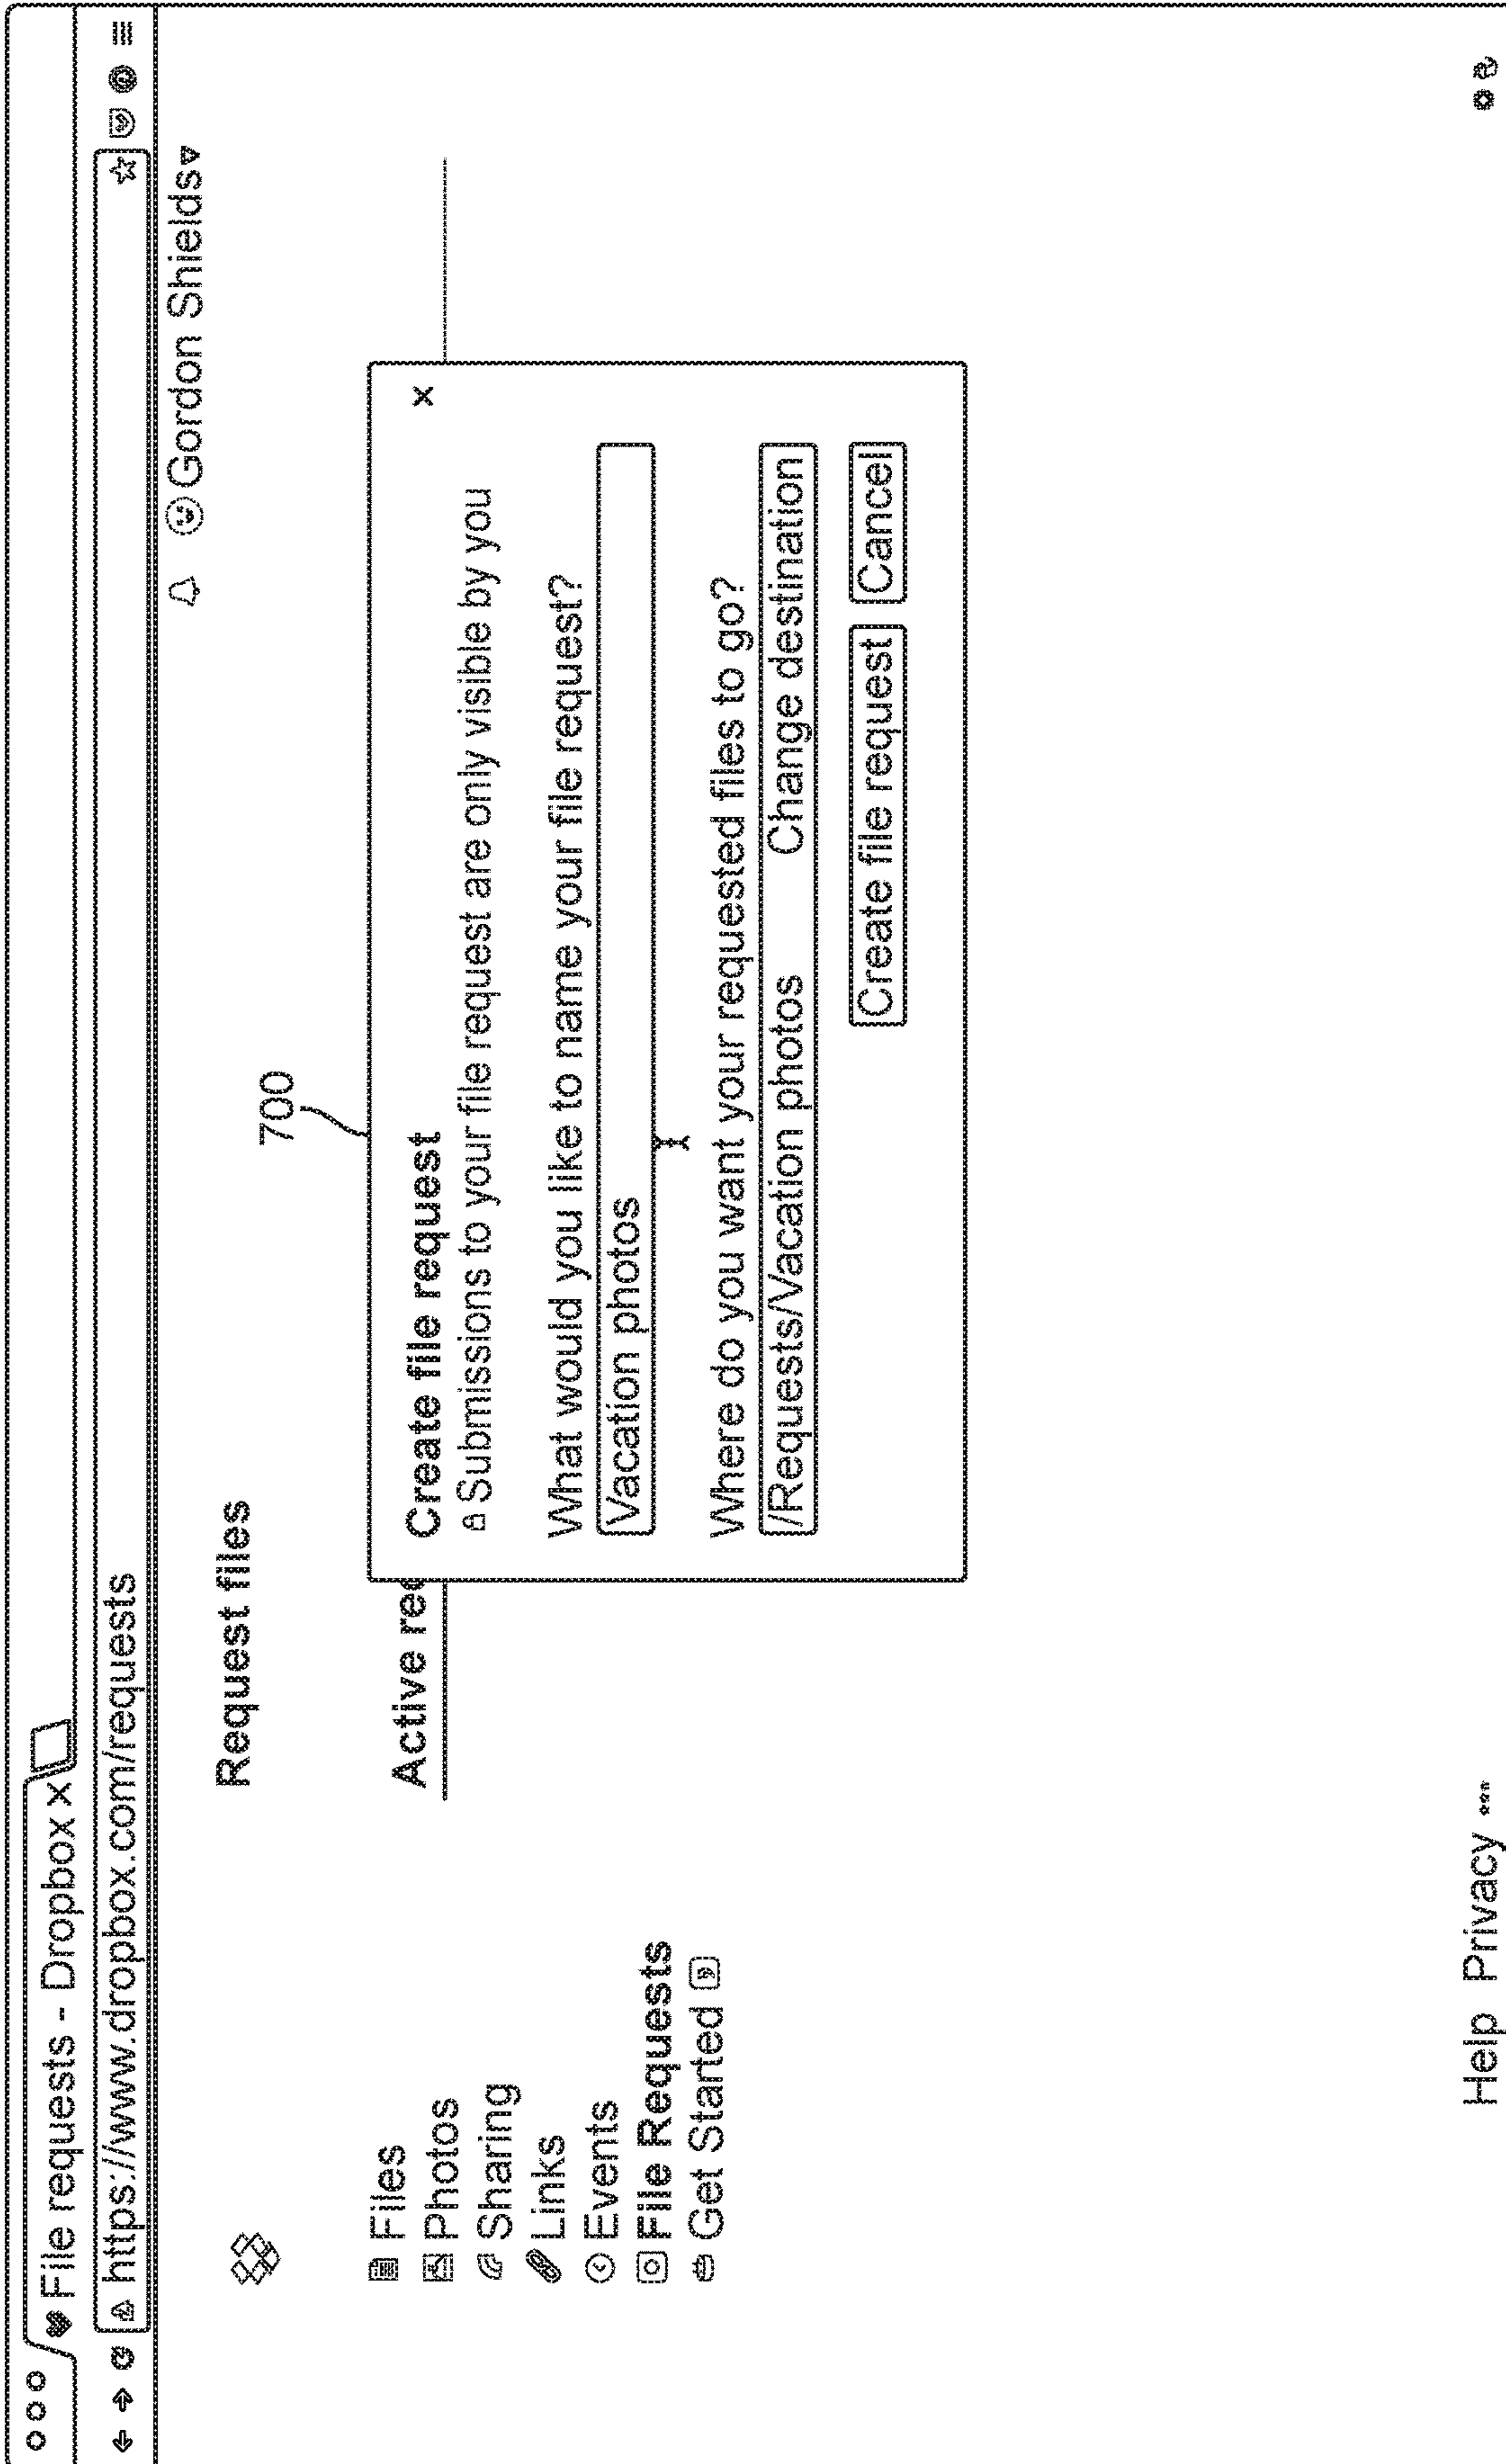 File requests - Dropbox x
https://www.dropbox.com/requests
Gordon Shields
Request files
700
Files
Photos
Sharing
Links
Events
File Requests
Get Started
Active req
Create file request
x
Submissions to your file request are only visible by you
What would you like to name your file request?
Vacation photos
Where do you want your requested files to go?
/Requests/Vacation photos Change destination
Create file request Cancel
Help Privacy •••